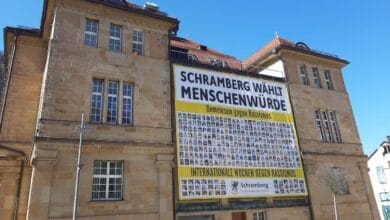 SCHRAMBERG WÄHLT
MENSCHENWÜRDE
Gemeinsam gegen Rassismus
INTERNATIONALE WOCHEN GEGEN RASSISMUS
Schramberg